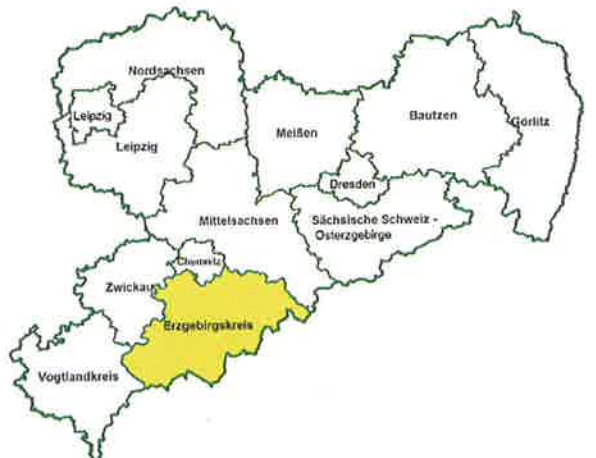 Nordsachsen
Leipzig
Leipzig
Meißen
Bautzen
Görlitz
Dresden
Mittelsachsen
Sächsische Schweiz -
Osterzgebirge
Chemnitz
Zwickau
Erzgebirgskreis
Vogtlandkreis